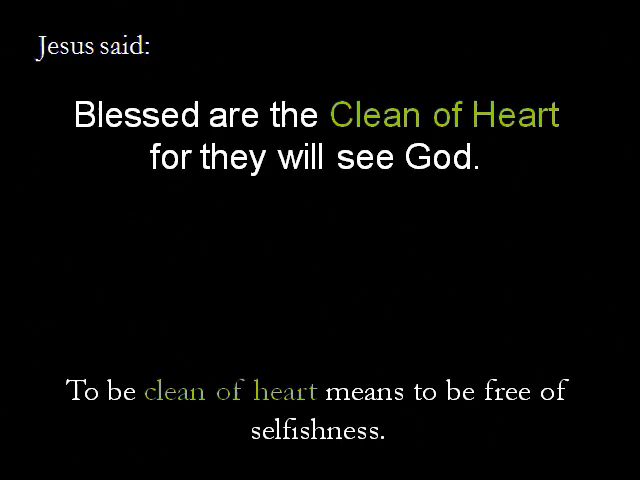 Jesus said:
Blessed are the Clean of Heart
for they will see God.
To be clean of heart means to be free of
selfishness.